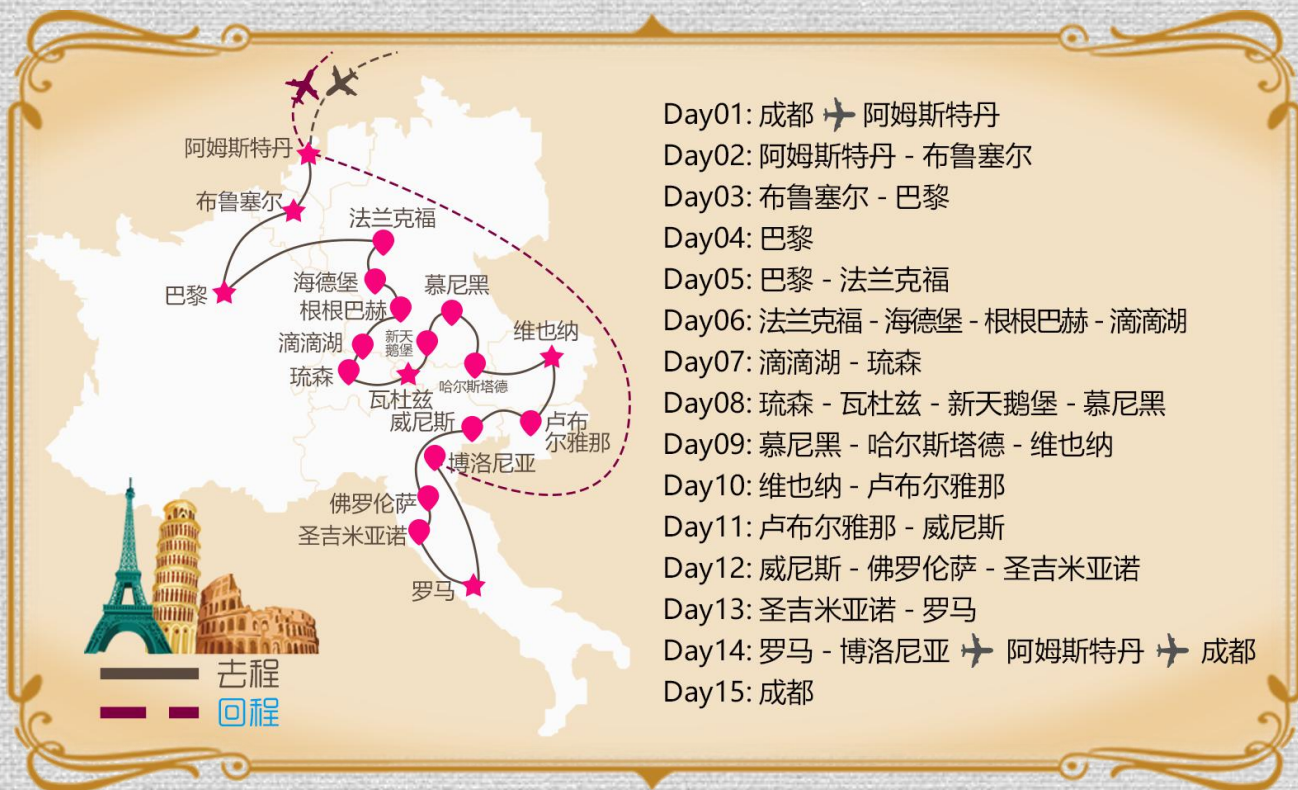 阿姆斯特丹
布鲁塞尔
法兰克福
巴黎
海德堡
根根巴赫
慕尼黑
滴滴湖
新天
鹅堡
维也纳
琉森
瓦杜兹
哈尔斯塔德
威尼斯
卢布
尔雅那
博洛尼亚
佛罗伦萨
圣吉米亚诺
罗马
去程
回程
Day01: 成都 阿姆斯特丹
Day02: 阿姆斯特丹 - 布鲁塞尔
Day03: 布鲁塞尔 - 巴黎
Day04: 巴黎
Day05: 巴黎 - 法兰克福
Day06: 法兰克福 - 海德堡 - 根根巴赫 - 滴滴湖
Day07: 滴滴湖 - 琉森
Day08: 琉森 - 瓦杜兹 - 新天鹅堡 - 慕尼黑
Day09: 慕尼黑 - 哈尔斯塔德 - 维也纳
Day10: 维也纳 - 卢布尔雅那
Day11: 卢布尔雅那 - 威尼斯
Day12: 威尼斯 - 佛罗伦萨 - 圣吉米亚诺
Day13: 圣吉米亚诺 - 罗马
Day14: 罗马 - 博洛尼亚 阿姆斯特丹 成都
Day15: 成都